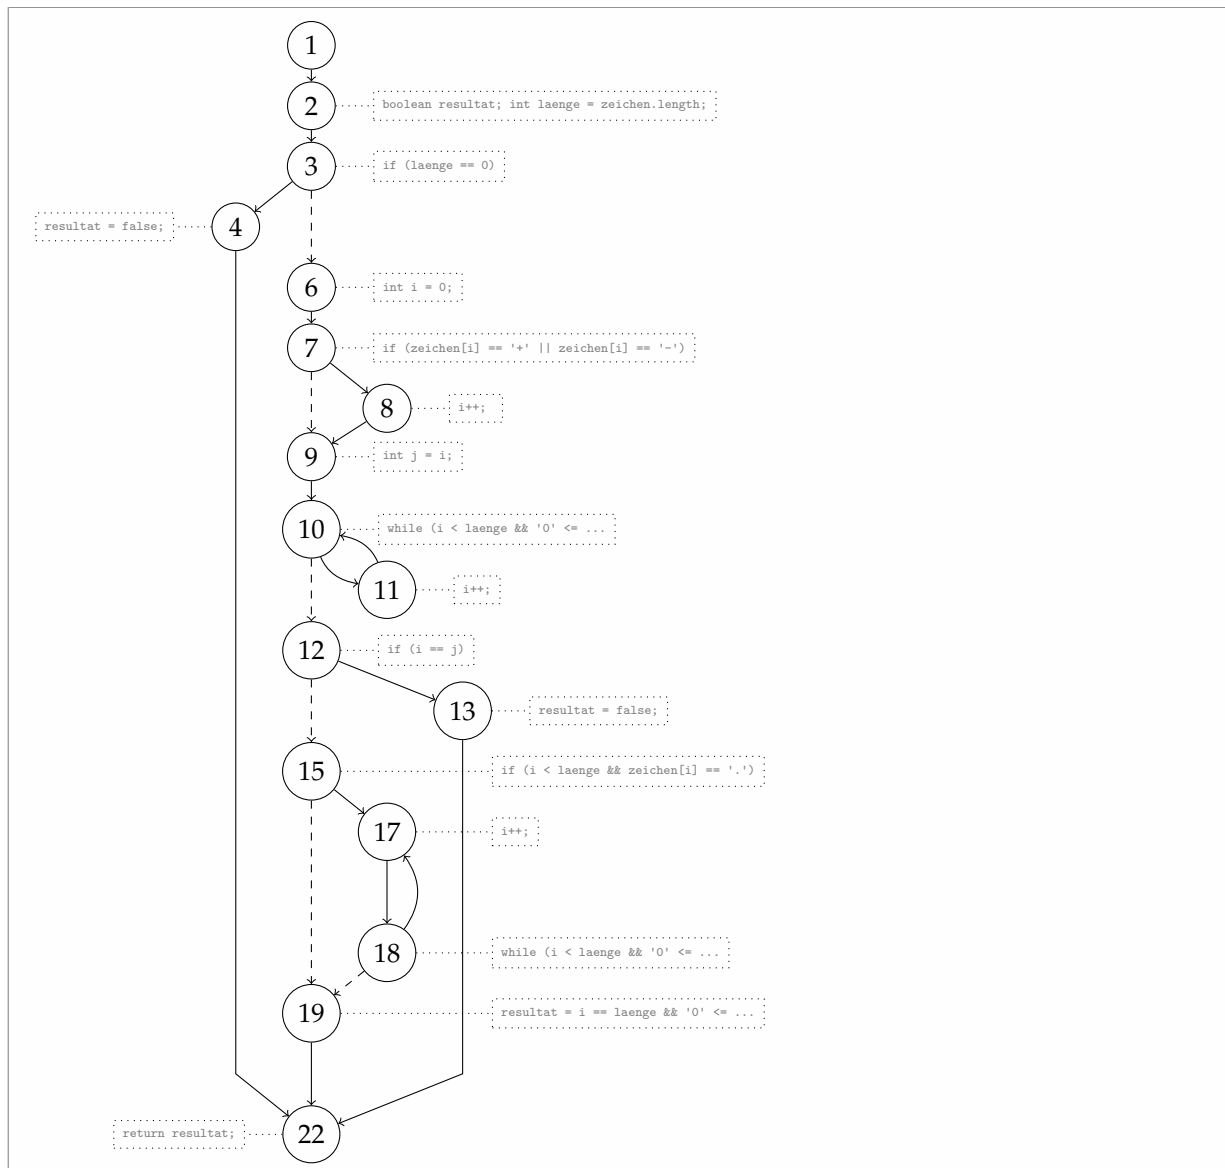 1
2
boolean resultat; int laenge = zeichen.length;
3
if (laenge == 0)
resultat = false;
4
6
int i = 0;
7
if (zeichen[i] == '+' || zeichen[i] == '-')
8
i++;
9
int j = i;
10
while (i < laenge && '0' <= ...
11
i++;
12
if (i == j)
13
resultat = false;
15
if (i < laenge && zeichen[i] == '.')
17
i++;
18
while (i < laenge && '0' <= ...
19
resultat = i == laenge && '0' <= ...
return resultat;
22